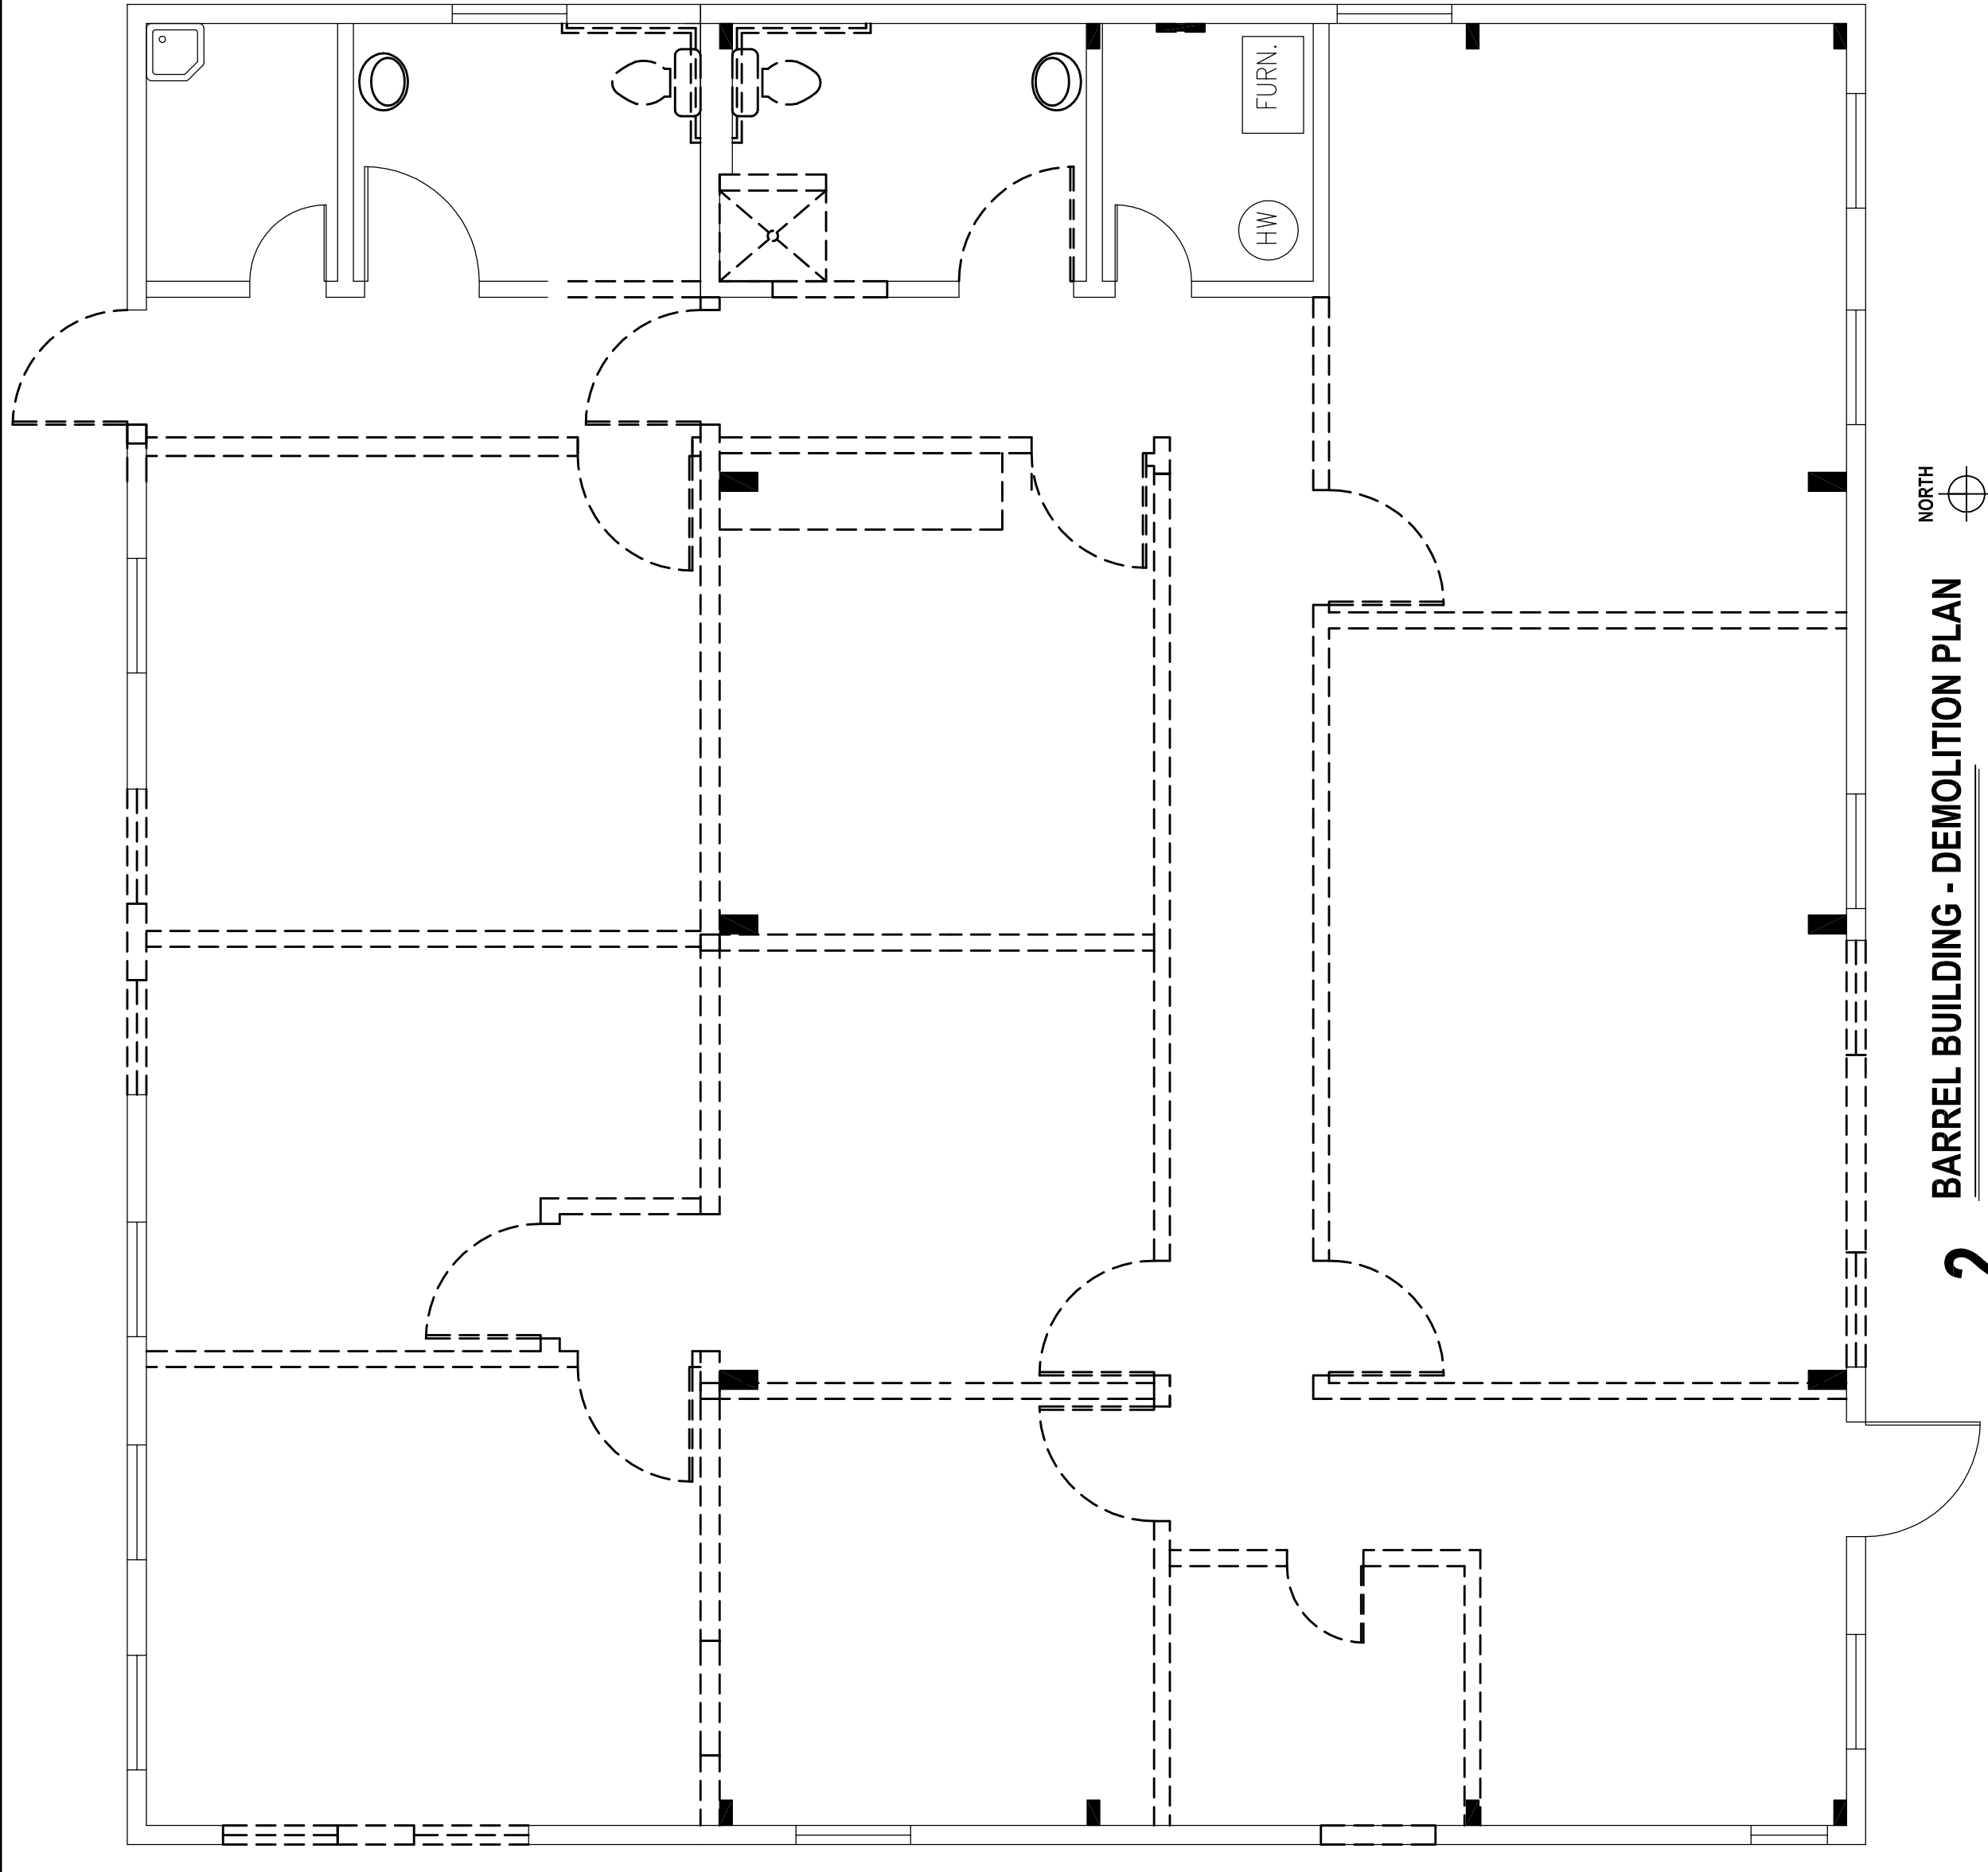 FURN.
HW
NORTH
BARREL BUILDING - DEMOLITION PLAN
2